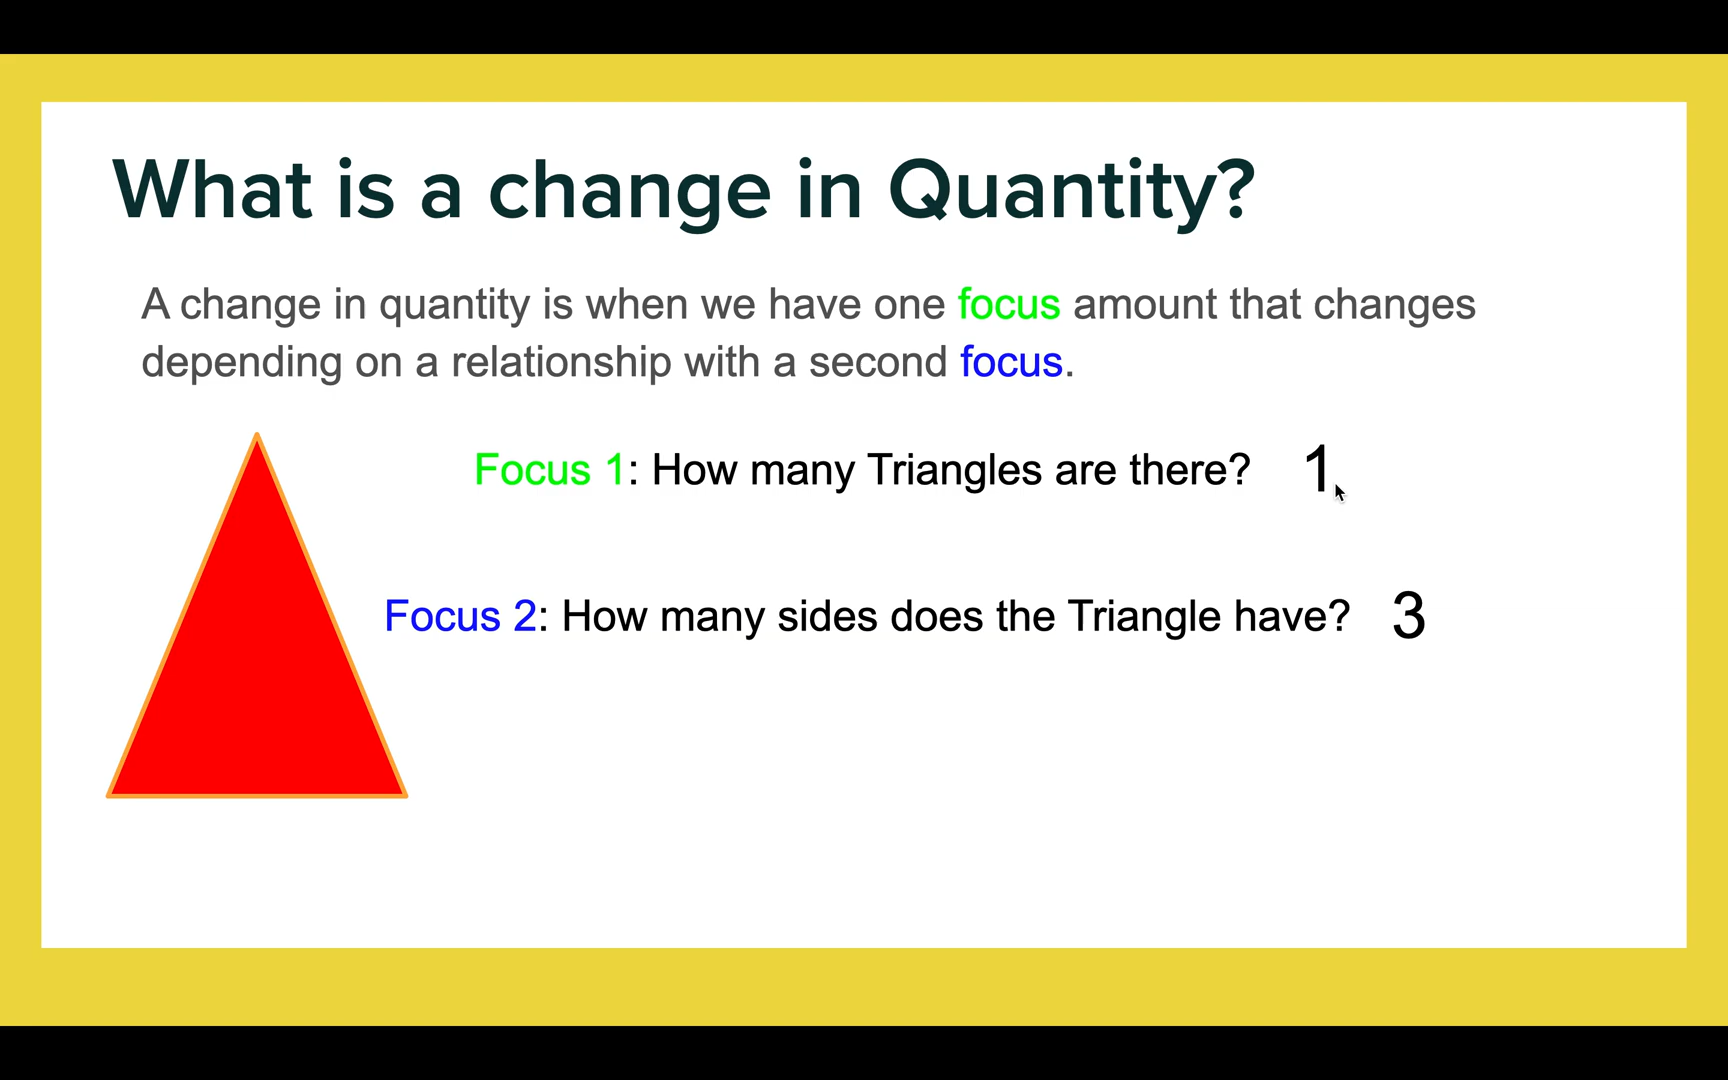 What is a change in Quantity?
A change in quantity is when we have one focus amount that changes
depending on a relationship with a second focus.
Focus 1: How many Triangles are there? 1
Focus 2: How many sides does the Triangle have? 3